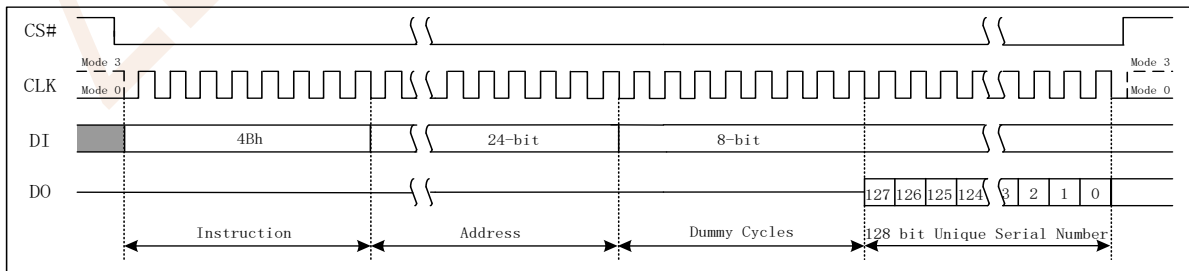 CS#
Mode 3
Mode 3
CLK
Mode 0
Mode 0
DI
4Bh
24-bit
8-bit
DO
127 126 125 124 3 2 1 0
Instruction
Address
Dummy Cycles
128 bit Unique Serial Number